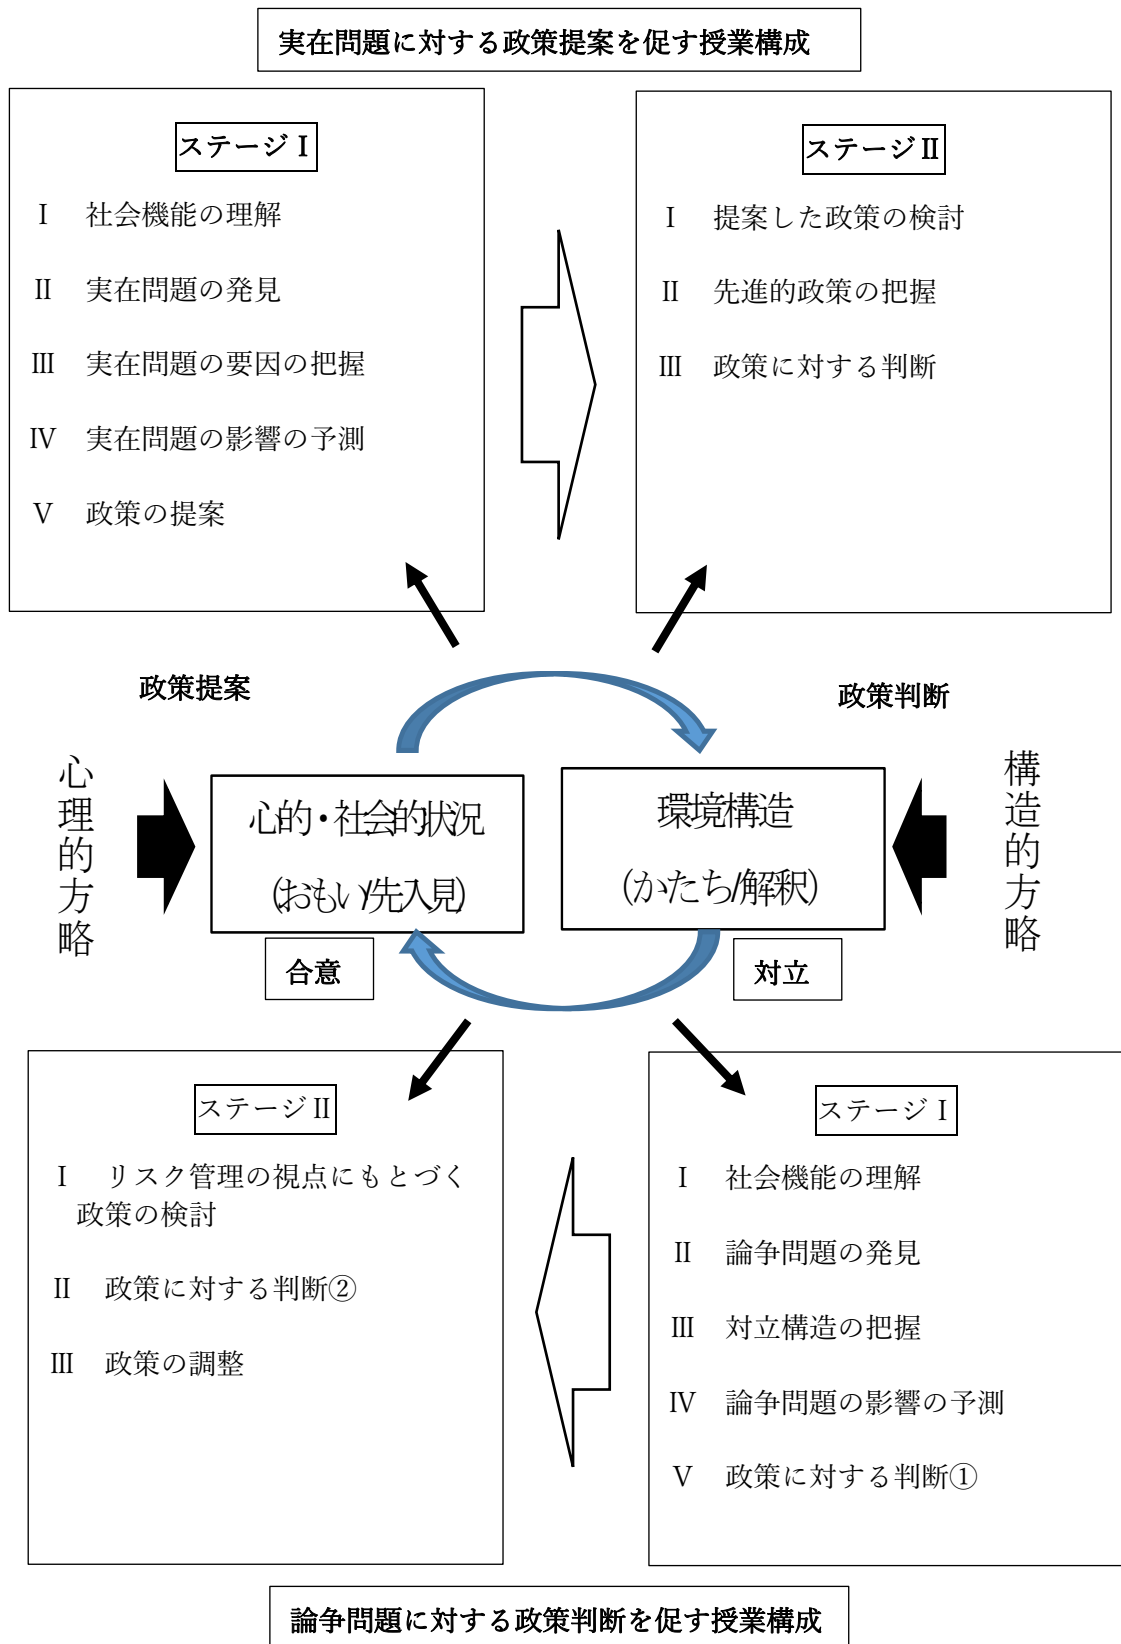 実在問題に対する政策提案を促す授業構成
ステージⅠ
Ⅰ 社会機能の理解
Ⅱ 実在問題の発見
Ⅲ 実在問題の要因の把握
Ⅳ 実在問題の影響の予測
Ⅴ 政策の提案
ステージⅡ
Ⅰ 提案した政策の検討
Ⅱ 先進的政策の把握
Ⅲ 政策に対する判断
政策提案
政策判断
心理的方略
心的・社会的状況
(おもい/先入見)
環境構造
(かたち/解釈)
構造的方略
合意
対立
ステージⅡ
Ⅰ リスク管理の視点にもとづく
政策の検討
Ⅱ 政策に対する判断②
Ⅲ 政策の調整
ステージⅠ
Ⅰ 社会機能の理解
Ⅱ 論争問題の発見
Ⅲ 対立構造の把握
Ⅳ 論争問題の影響の予測
Ⅴ 政策に対する判断①
論争問題に対する政策判断を促す授業構成